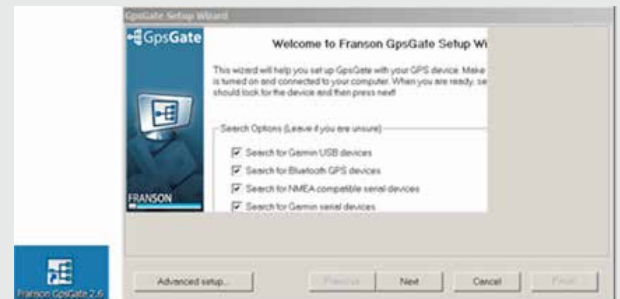 GpsGate Setup Wizard
GpsGate
Welcome to Franson GpsGate Setup Wi
This wizard will help you set up GpsGate with your GPS device. Make
is turned on and connected to your computer. When you are ready, se
should look for the device and then press next!
Search Options (Leave if you are unsure)
Search for Garmin USB devices
Search for Bluetooth GPS devices
Search for NMEA compatible serial devices
Search for Garmin serial devices
FRANSON
Advanced setup...
Previous
Next
Cancel
Finish
Franson GpsGate 2.6